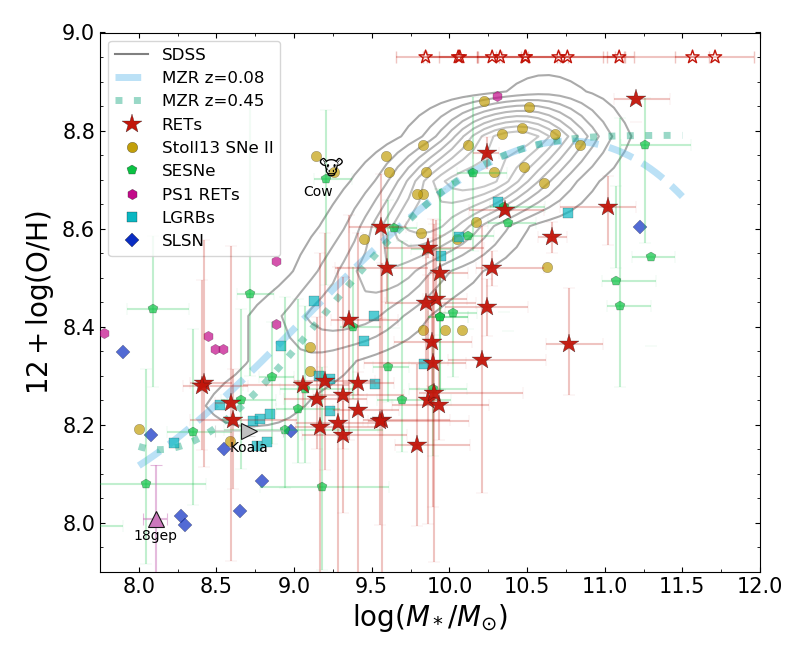 9.0
8.8
8.6
8.4
8.2
8.0
12 + log(O/H)
SDSS
MZR z=0.08
MZR z=0.45
RETs
Stoll13 SNe II
SESNe
PS1 RETs
LGRBs
SLSN
Cow
Koala
18gep
8.0 8.5 9.0 9.5 10.0 10.5 11.0 11.5 12.0
log(M*/M⊙)